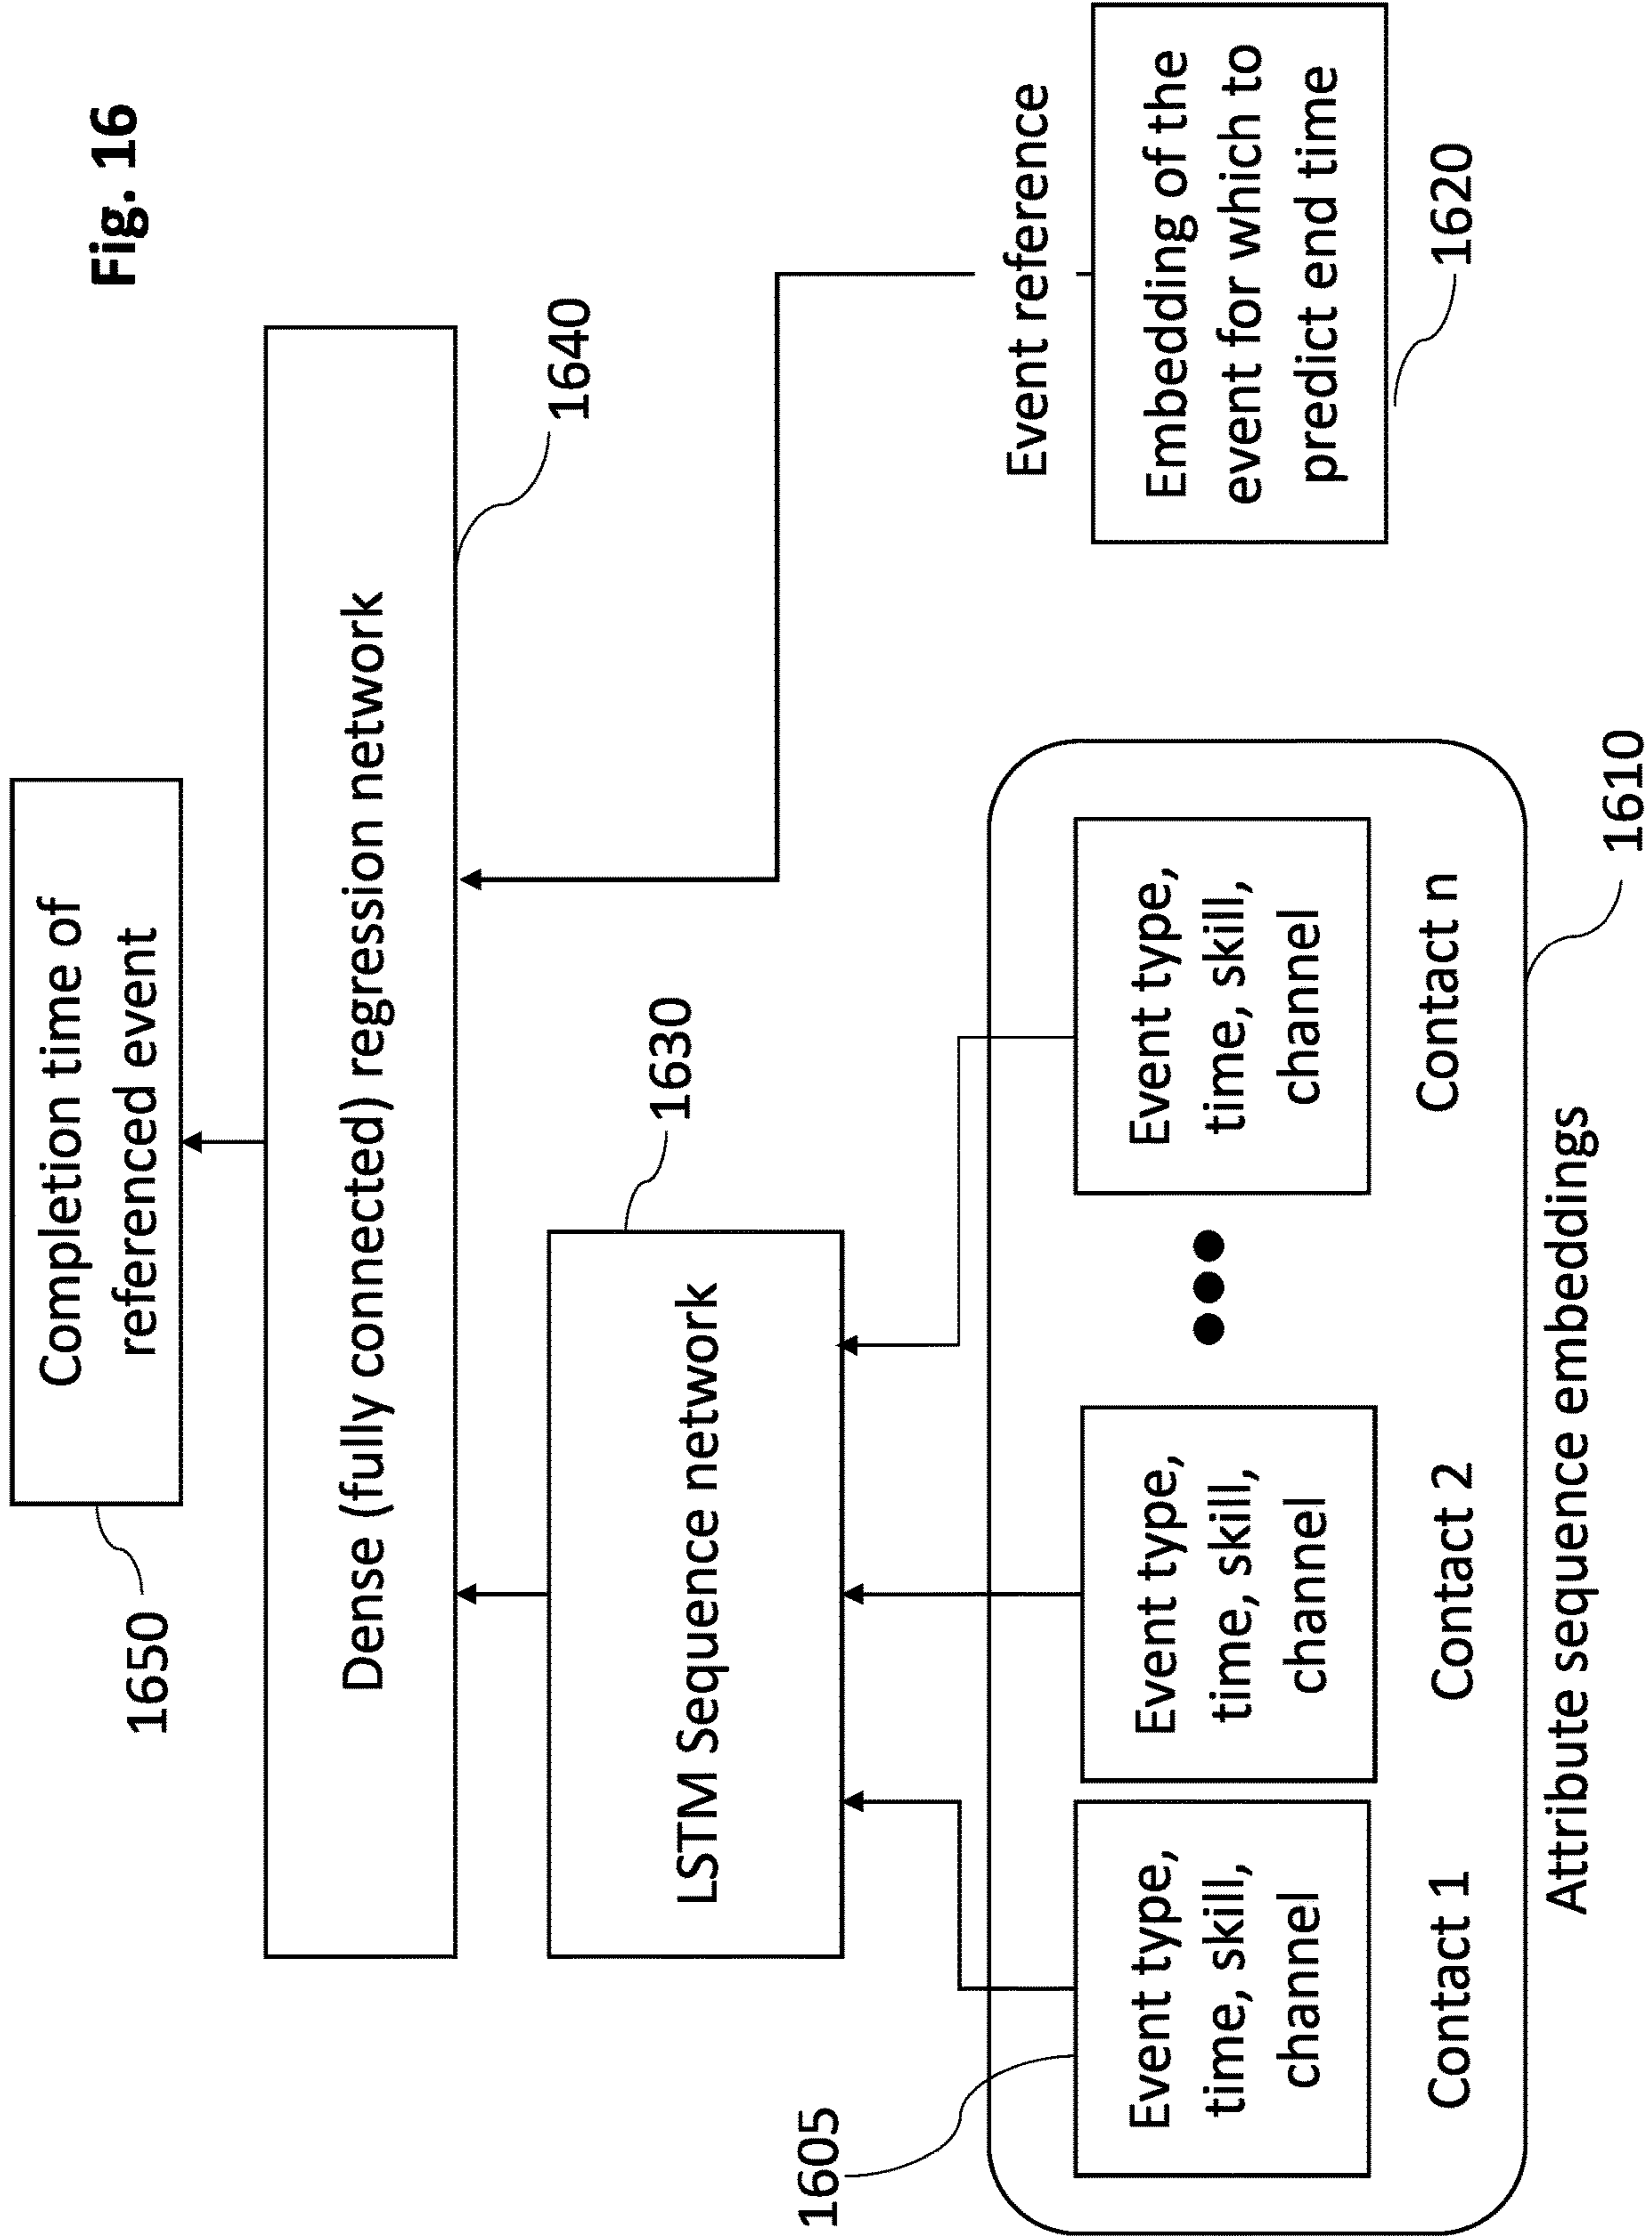 Fig. 16
Completion time of
referenced event
1650
Dense (fully connected) regression network
1640
LSTM Sequence network
1630
Event reference
Embedding of the
event for which to
predict end time
1620
1605
Event type,
time, skill,
channel
Contact 1
Event type,
time, skill,
channel
Contact 2
Event type,
time, skill,
channel
Contact n
1610
Attribute sequence embeddings